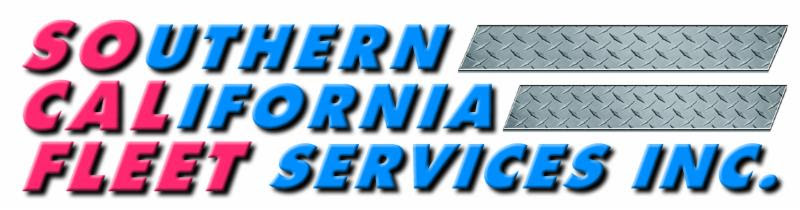 SOUTHERN
CALIFORNIA
FLEET SERVICES INC.